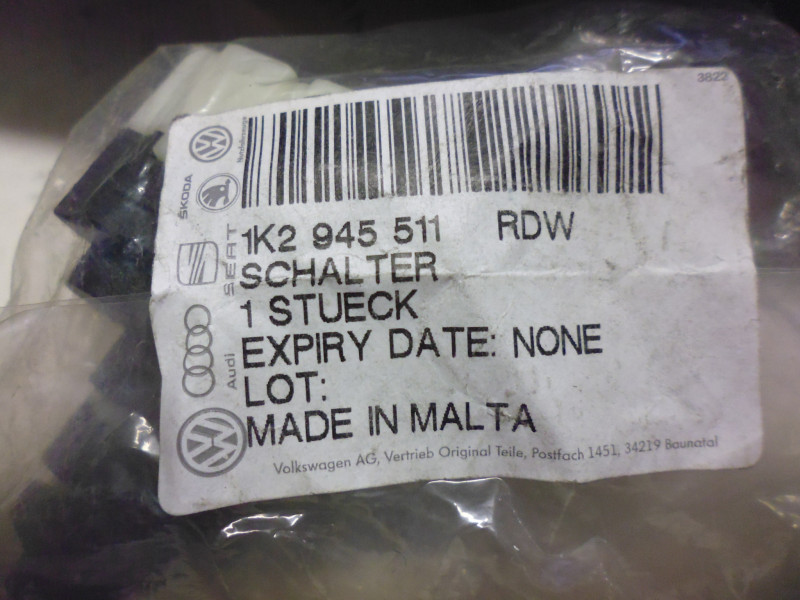 3822
Nutzfahrzeuge
ŠKODA
SEAT
Audi
1K2 945 511 RDW
SCHALTER
1 STUECK
EXPIRY DATE: NONE
LOT:
MADE IN MALTA
Volkswagen AG, Vertrieb Original Teile, Postfach 1451, 34219 Baunatal